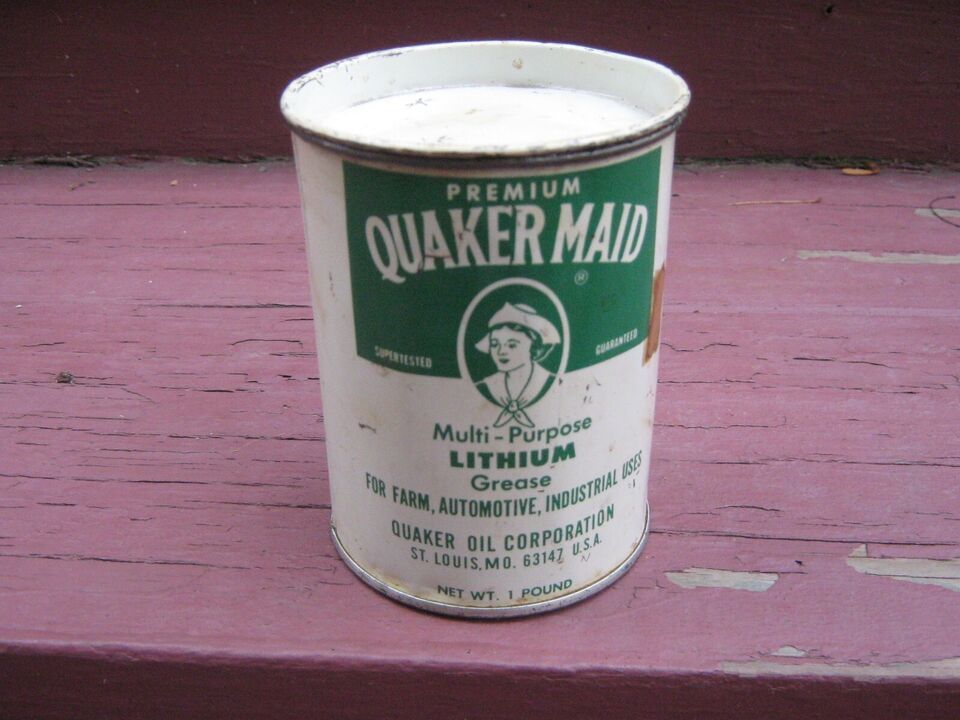 PREMIUM
QUAKER MAID
®
SUPERTESTED
GUARANTEED
Multi-Purpose
LITHIUM
Grease
FOR FARM, AUTOMOTIVE, INDUSTRIAL USES
QUAKER OIL CORPORATION
ST. LOUIS, MO. 63147 U.S.A.
NET WT. 1 POUND